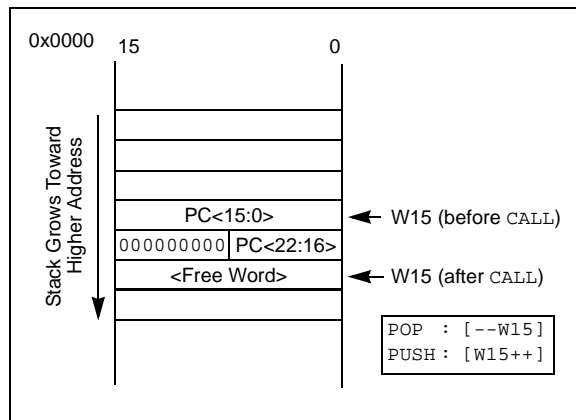 0x0000
15 0
Stack Grows Toward
Higher Address
PC<15:0>
W15 (before CALL)
000000000 PC<22:16>
<Free Word>
W15 (after CALL)
POP : [--W15]
PUSH : [W15++]